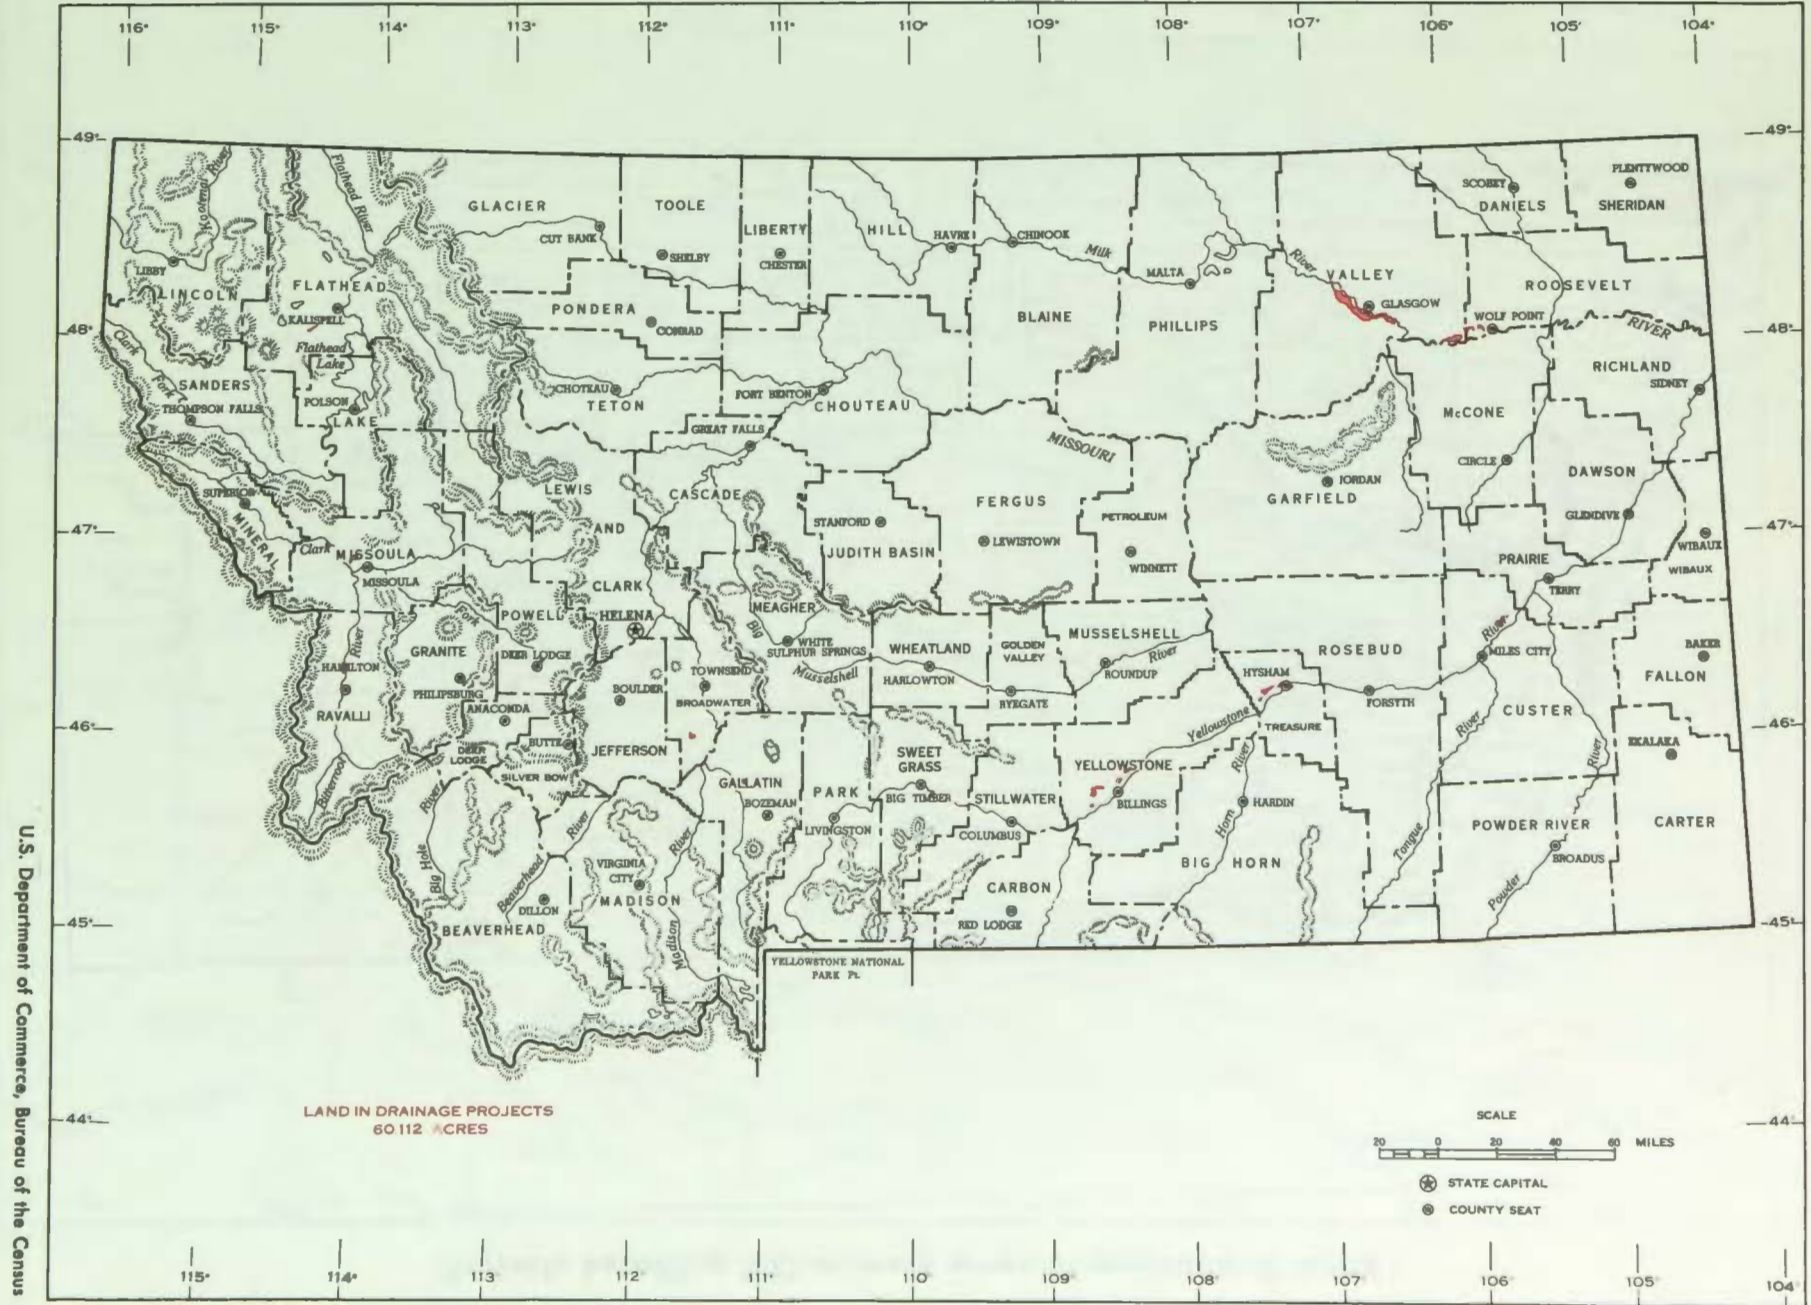 116° 115° 114° 113° 112° 111° 110° 109° 108° 107° 106° 105° 104°
49° 49°
Kootenai River
Flathead River
GLACIER
TOOLE
LIBERTY
HILL
SCOBEY
DANIELS
PLENTYWOOD
SHERIDAN
CUT BANK
SHELBY
CHESTER
HAVRE
CHINOOK
Milk
River
MALTA
VALLEY
ROOSEVELT
LIBBY
LINCOLN
FLATHEAD
KALISPELL
PONDERA
CONRAD
BLAINE
PHILLIPS
GLASGOW
WOLF POINT
RIVER
48° 48°
Clark
Fork
Flathead
Lake
SANDERS
THOMPSON FALLS
POLSON
LAKE
CHOTEAU
TETON
FORT BENTON
CHOUTEAU
GREAT FALLS
MISSOURI
RICHLAND
SIDNEY
McCONE
CIRCLE
DAWSON
GLENDIVE
JORDAN
GARFIELD
SUPERIOR
MINERAL
LEWIS
AND
CLARK
CASCADE
STANFORD
JUDITH BASIN
FERGUS
LEWISTOWN
PETROLEUM
WINNETT
47° 47°
Clark
MISSOULA
MISSOULA
PRAIRIE
TERRY
WIBAUX
WIBAUX
Fork
POWELL
HELENA
MEAGHER
Big
WHITE
SULPHUR SPRINGS
River
GRANITE
DEER LODGE
HAMILTON
PHILIPSBURG
ANACONDA
RAVALLI
BOULDER
TOWNSEND
BROADWATER
Musselshell
WHEATLAND
HARLOWTON
GOLDEN
VALLEY
RYEGATE
MUSSELSHELL
River
ROUNDUP
ROSEBUD
HYSHAM
FORSYTH
River
MILES CITY
BAKER
FALLON
CUSTER
EKALAKA
46° 46°
DEER
LODGE
BUTTE
SILVER BOW
JEFFERSON
Bitterroot
GALLATIN
BOZEMAN
PARK
LIVINGSTON
SWEET
GRASS
BIG TIMBER
STILLWATER
COLUMBUS
YELLOWSTONE
BILLINGS
Yellowstone
TREASURE
River
HARDIN
Horn
BIG HORN
River
Tongue
River
POWDER RIVER
BROADUS
Powder
CARTER
River
Big Hole
River
Beaverhead
VIRGINIA
CITY
River
Madison
DILLON
MADISON
BEAVERHEAD
CARBON
RED LODGE
45° 45°
YELLOWSTONE NATIONAL
PARK Pt.
44° 44°
LAND IN DRAINAGE PROJECTS
60,112 ACRES
SCALE
20 0 20 40 60 MILES
STATE CAPITAL
COUNTY SEAT
115° 114° 113° 112° 111° 110° 109° 108° 107° 106° 105° 104°
U.S. Department of Commerce, Bureau of the Census